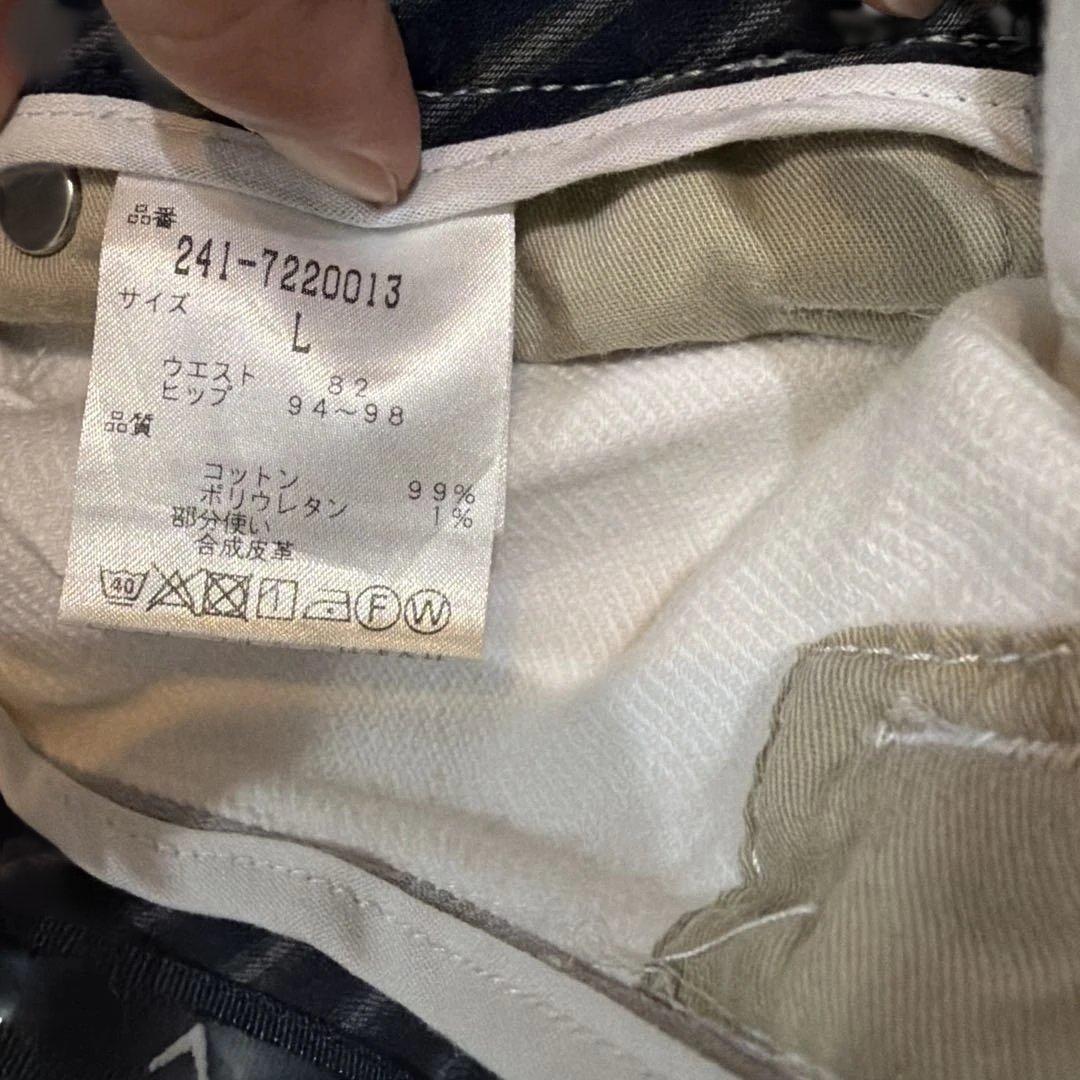 品番
241-7220013
サイズ
L
ウエスト 82
ヒップ 94～98
品質
コットン 99%
ポリウレタン 1%
部分使い
合成皮革
40 F W